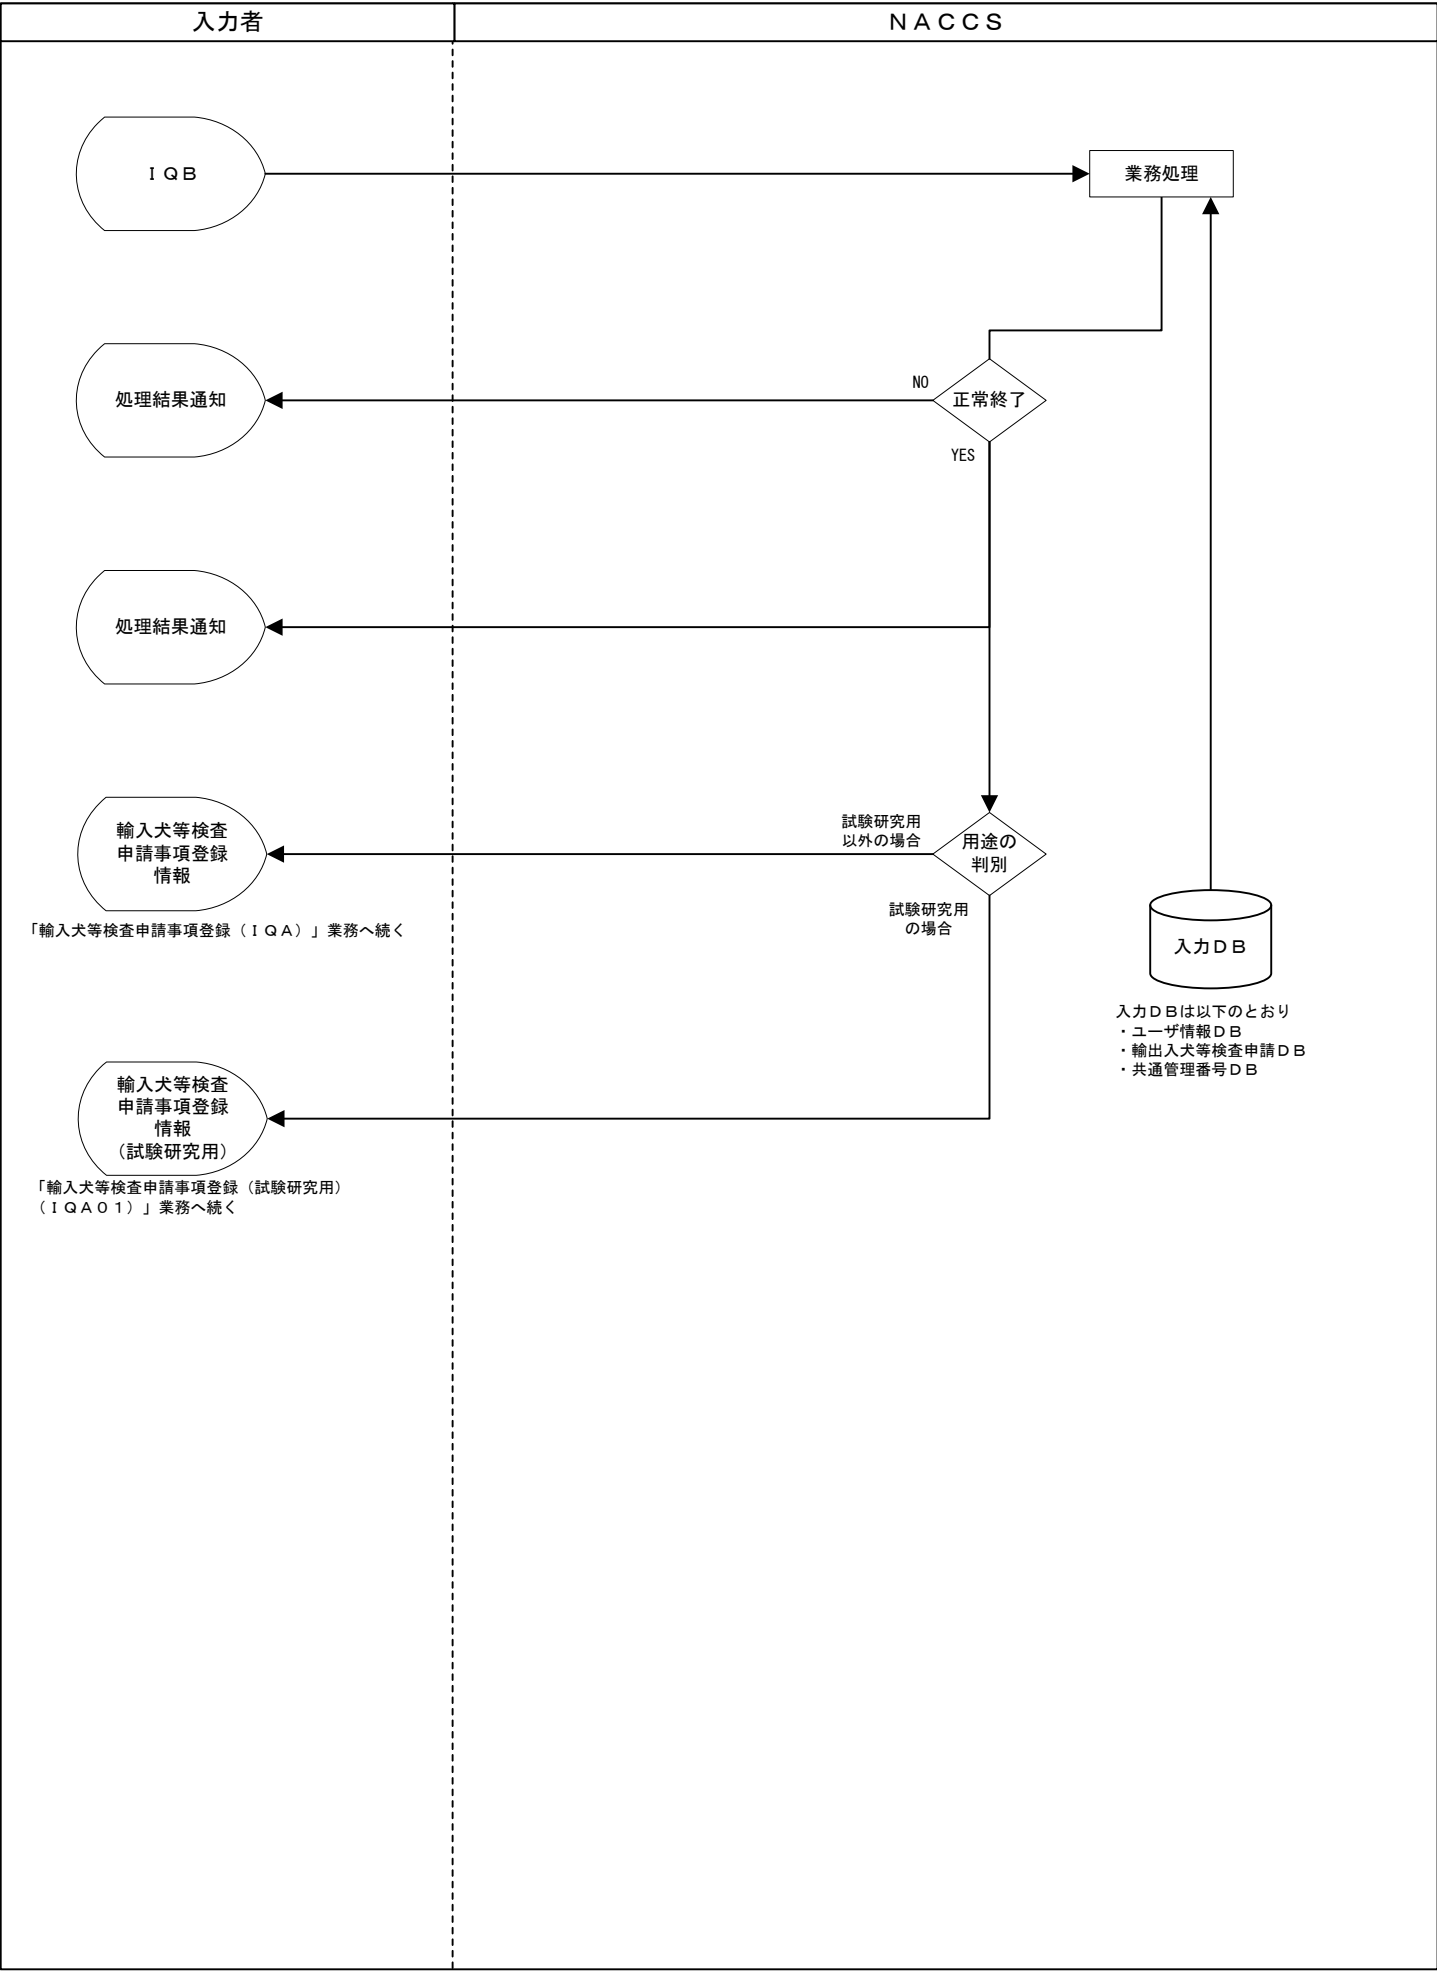 入力者
ＮＡＣＣＳ
ＩＱＢ
業務処理
処理結果通知
NO
正常終了
YES
処理結果通知
輸入犬等検査
申請事項登録
情報
試験研究用
以外の場合
用途の
判別
「輸入犬等検査申請事項登録（ＩＱＡ）」業務へ続く
試験研究用
の場合
入力ＤＢ
入力ＤＢは以下のとおり
・ユーザ情報ＤＢ
・輸出入犬等検査申請ＤＢ
・共通管理番号ＤＢ
輸入犬等検査
申請事項登録
情報
（試験研究用）
「輸入犬等検査申請事項登録（試験研究用）
（ＩＱＡ０１）」業務へ続く